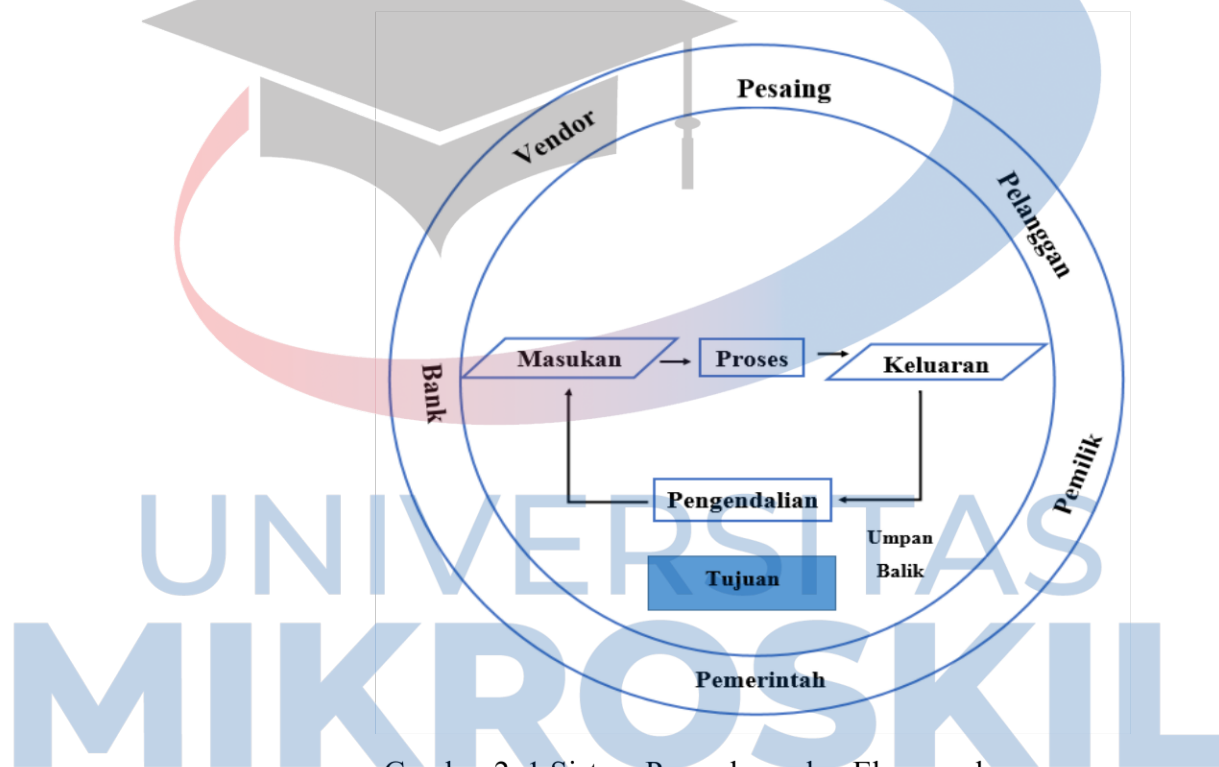 Pesaing
Vendor
Pelanggan
Masukan
Proses
Keluaran
Bank
Pemilik
Pengendalian
Umpan
Balik
Tujuan
Pemerintah
UNIVERSITAS
MIKROSKIL